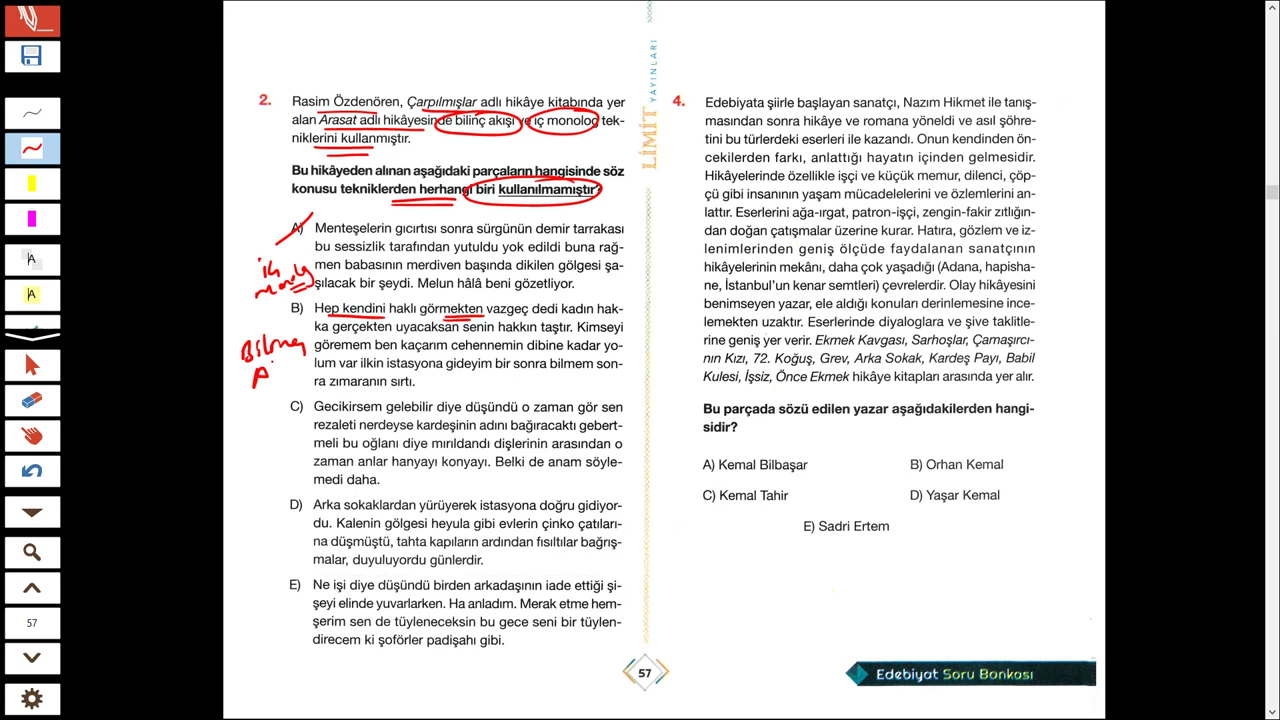 2. Rasim Özdenören, Çarpılmışlar adlı hikâye kitabında yer
alan Arasat adlı hikâyesinde bilinç akışı ve iç monolog tek-
niklerini kullanmıştır.
Bu hikâyeden alınan aşağıdaki parçaların hangisinde söz
konusu tekniklerden herhangi biri kullanılmamıştır?
A) Menteşelerin gıcırtısı sonra sürgünün demir tarrakası
bu sessizlik tarafından yutuldu yok edildi buna rağ-
men babasının merdiven başında dikilen gölgesi şa-
şılacak bir şeydi. Melun hâlâ beni gözetliyor.
iç
monolog
B) Hep kendini haklı görmekten vazgeç dedi kadın hak-
ka gerçekten uyacaksan senin hakkın taştır. Kimseyi
göremem ben kaçarım cehennemin dibine kadar yo-
lum var ilkin istasyona gideyim bir sonra bilmem son-
ra zımaranın sırtı.
Bilinç
A
C) Gecikirsem gelebilir diye düşündü o zaman gör sen
rezaleti nerdeyse kardeşinin adını bağıracaktı gebert-
meli bu oğlanı diye mırıldandı dişlerinin arasından o
zaman anlar hanyayı konyayı. Belki de anam söyle-
medi daha.
D) Arka sokaklardan yürüyerek istasyona doğru gidiyor-
du. Kalenin gölgesi heyula gibi evlerin çinko çatıları-
na düşmüştü, tahta kapıların ardından fısıltılar bağrış-
malar, duyuluyordu günlerdir.
E) Ne işi diye düşündü birden arkadaşının iade ettiği şi-
şeyi elinde yuvarlarken. Ha anladım. Merak etme hem-
şerim sen de tüyleneceksin bu gece seni bir tüylen-
direcem ki şoförler padişahı gibi.
LİMİT YAYINLARI
4. Edebiyata şiirle başlayan sanatçı, Nazım Hikmet ile tanış-
masından sonra hikâye ve romana yöneldi ve asıl şöhre-
tini bu türlerdeki eserleri ile kazandı. Onun kendinden ön-
cekilerden farkı, anlattığı hayatın içinden gelmesidir.
Hikâyelerinde özellikle işçi ve küçük memur, dilenci, çöp-
çü gibi insanının yaşam mücadelelerini ve özlemlerini an-
lattır. Eserlerini ağa-ırgat, patron-işçi, zengin-fakir zıtlığın-
dan doğan çatışmalar üzerine kurar. Hatıra, gözlem ve iz-
lenimlerinden geniş ölçüde faydalanan sanatçının
hikâyelerinin mekânı, daha çok yaşadığı (Adana, hapisha-
ne, İstanbul'un kenar semtleri) çevrelerdir. Olay hikâyesini
benimseyen yazar, ele aldığı konuları derinlemesine ince-
lemekten uzaktır. Eserlerinde diyaloglara ve şive taklitle-
rine geniş yer verir. Ekmek Kavgası, Sarhoşlar, Çamaşırcı-
nın Kızı, 72. Koğuş, Grev, Arka Sokak, Kardeş Payı, Babil
Kulesi, İşsiz, Önce Ekmek hikâye kitapları arasında yer alır.
Bu parçada sözü edilen yazar aşağıdakilerden hangi-
sidir?
A) Kemal Bilbaşar B) Orhan Kemal
C) Kemal Tahir D) Yaşar Kemal
E) Sadri Ertem
57
57
Edebiyat Soru Bankası
A
A